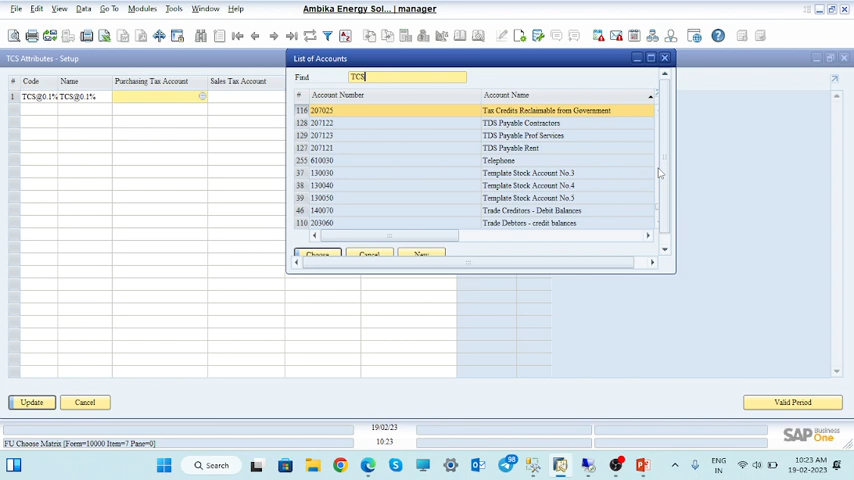 File Edit View Data Go To Modules Tools Window Help
Ambika Energy Sol... | manager
TCS Attributes - Setup
# Code Name Purchasing Tax Account Sales Tax Account
1 TCS@0.1% TCS@0.1%
List of Accounts
Find TCS
# Account Number Account Name
116 207025 Tax Credits Reclaimable from Government
128 207122 TDS Payable Contractors
129 207123 TDS Payable Prof Services
127 207121 TDS Payable Rent
255 610030 Telephone
37 130030 Template Stock Account No.3
38 130040 Template Stock Account No.4
39 130050 Template Stock Account No.5
46 140070 Trade Creditors - Debit Balances
110 203060 Trade Debtors - credit balances
Choose Cancel New
Update Cancel Valid Period
19/02/23
10:23
FU Choose Matrix [Form=10000 Item=7 Pane=0]
SAP Business One
Search
98
ENG
IN
10:23 AM
19-02-2023